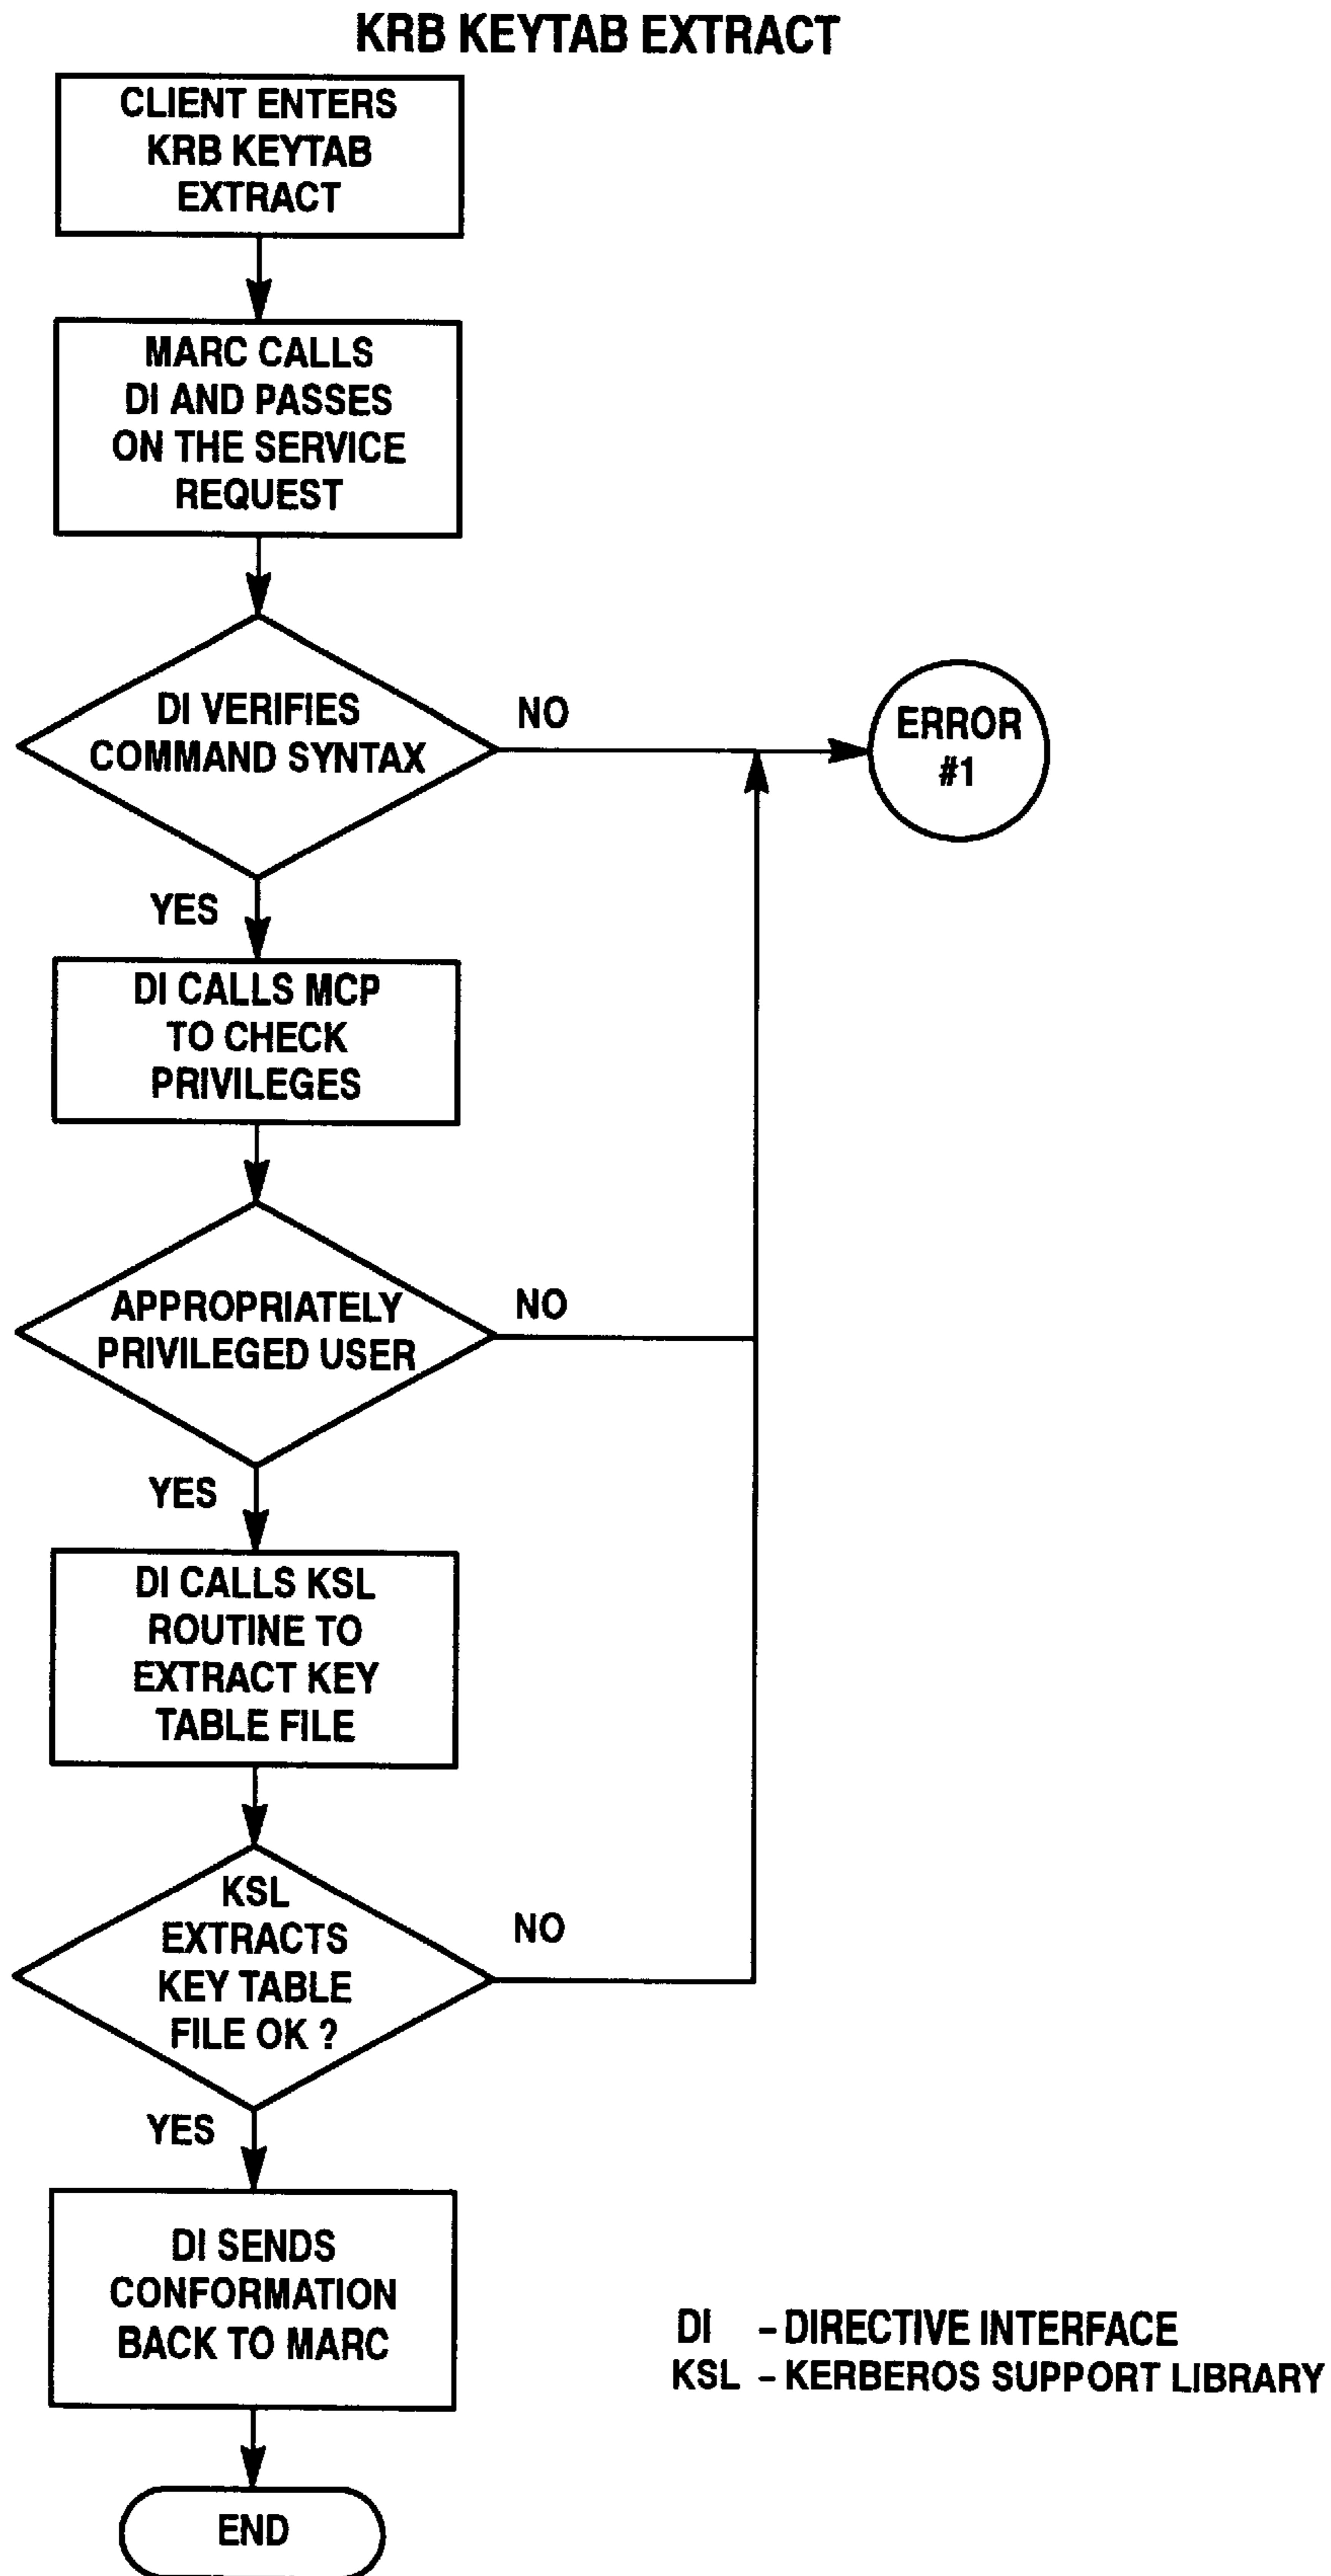 KRB KEYTAB EXTRACT
CLIENT ENTERS
KRB KEYTAB
EXTRACT
MARC CALLS
DI AND PASSES
ON THE SERVICE
REQUEST
DI VERIFIES
COMMAND SYNTAX
NO
ERROR
#1
YES
DI CALLS MCP
TO CHECK
PRIVILEGES
APPROPRIATELY
PRIVILEGED USER
NO
YES
DI CALLS KSL
ROUTINE TO
EXTRACT KEY
TABLE FILE
KSL
EXTRACTS
KEY TABLE
FILE OK ?
NO
YES
DI SENDS
CONFORMATION
BACK TO MARC
DI – DIRECTIVE INTERFACE
KSL – KERBEROS SUPPORT LIBRARY
END